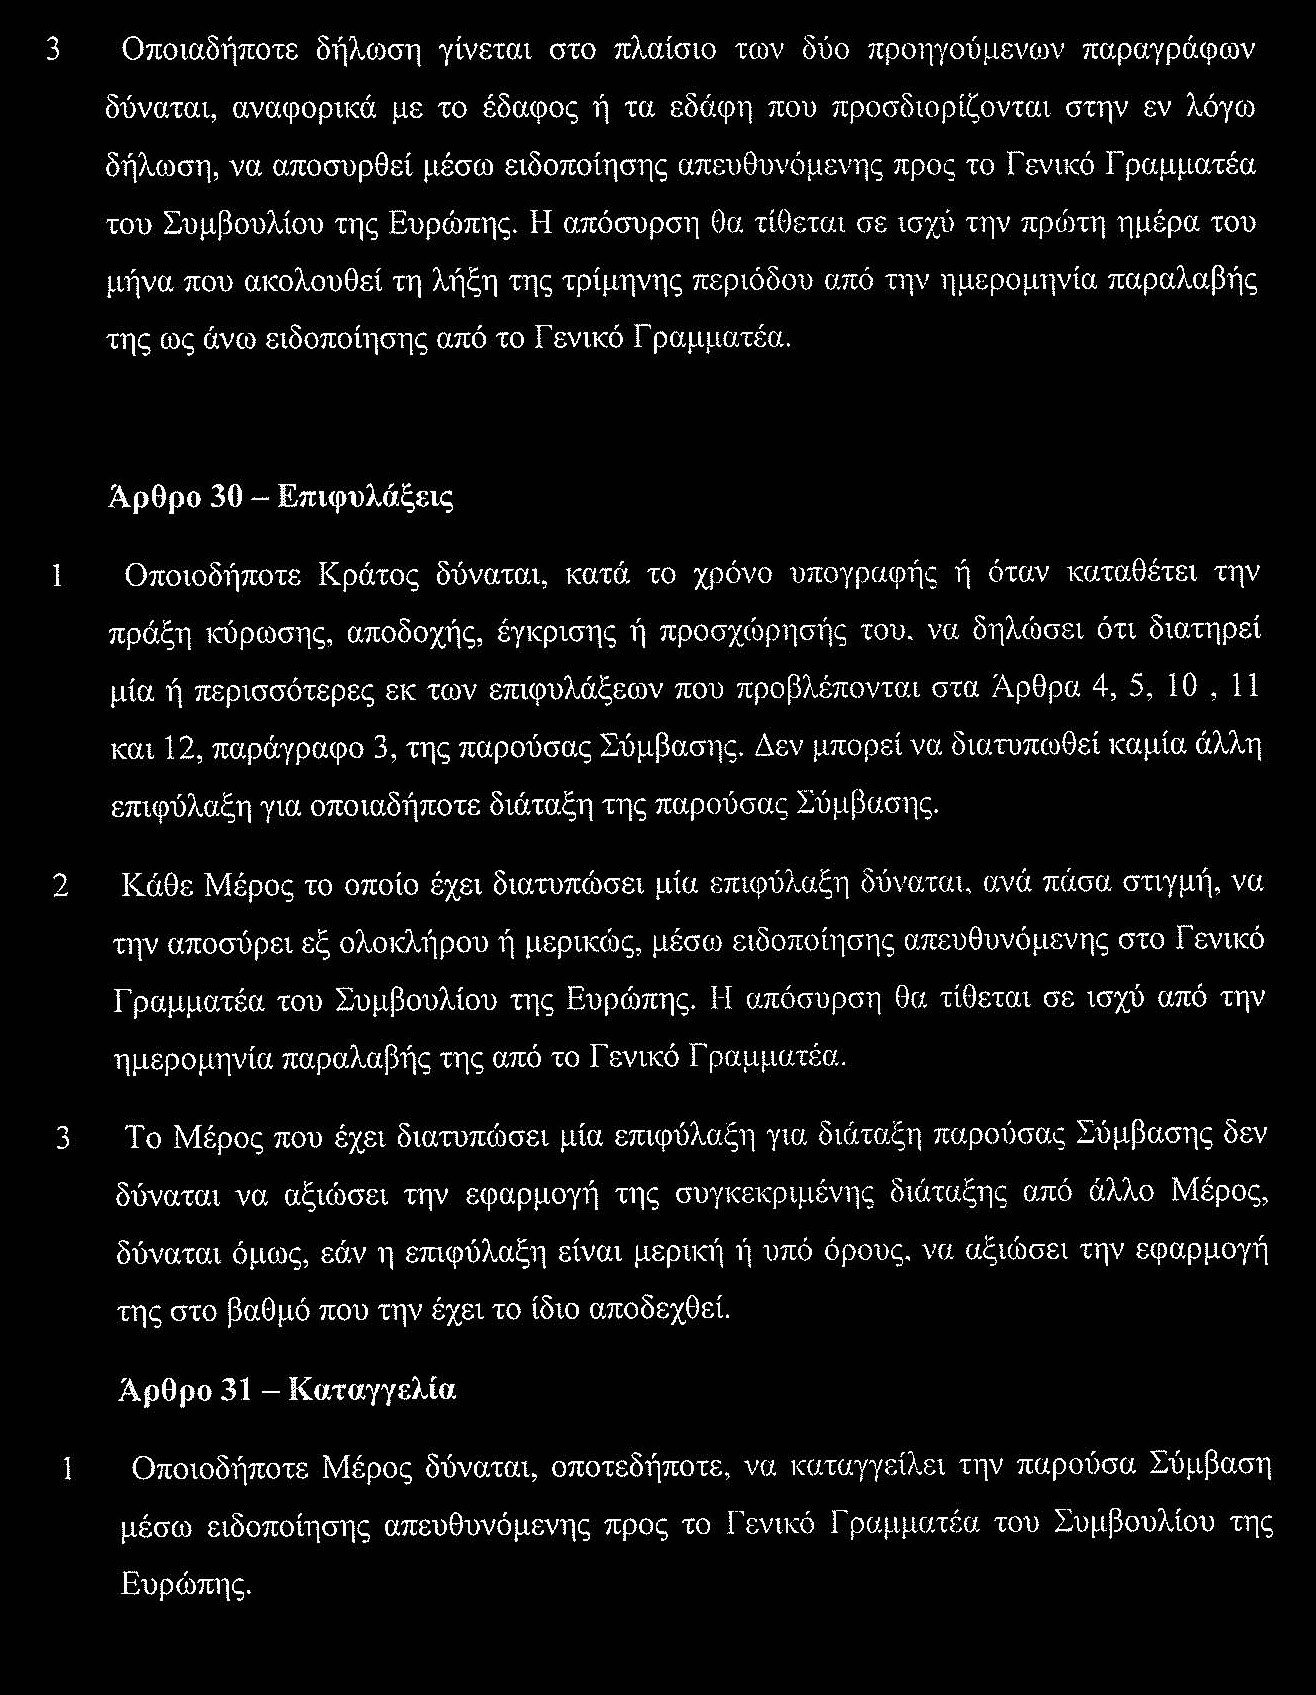 3 Οποιαδήποτε δήλωση γίνεται στο πλαίσιο των δύο προηγούμενων παραγράφων
δύναται, αναφορικά με το έδαφος ή τα εδάφη που προσδιορίζονται στην εν λόγω
δήλωση, να αποσυρθεί μέσω ειδοποίησης απευθυνόμενης προς το Γενικό Γραμματέα
του Συμβουλίου της Ευρώπης. Η απόσυρση θα τίθεται σε ισχύ την πρώτη ημέρα του
μήνα που ακολουθεί τη λήξη της τρίμηνης περιόδου από την ημερομηνία παραλαβής
της ως άνω ειδοποίησης από το Γενικό Γραμματέα.
Άρθρο 30 – Επιφυλάξεις
1 Οποιοδήποτε Κράτος δύναται, κατά το χρόνο υπογραφής ή όταν καταθέτει την
πράξη κύρωσης, αποδοχής, έγκρισης ή προσχώρησής του, να δηλώσει ότι διατηρεί
μία ή περισσότερες εκ των επιφυλάξεων που προβλέπονται στα Άρθρα 4, 5, 10 , 11
και 12, παράγραφο 3, της παρούσας Σύμβασης. Δεν μπορεί να διατυπωθεί καμία άλλη
επιφύλαξη για οποιαδήποτε διάταξη της παρούσας Σύμβασης.
2 Κάθε Μέρος το οποίο έχει διατυπώσει μία επιφύλαξη δύναται, ανά πάσα στιγμή, να
την αποσύρει εξ ολοκλήρου ή μερικώς, μέσω ειδοποίησης απευθυνόμενης στο Γενικό
Γραμματέα του Συμβουλίου της Ευρώπης. Η απόσυρση θα τίθεται σε ισχύ από την
ημερομηνία παραλαβής της από το Γενικό Γραμματέα.
3 Το Μέρος που έχει διατυπώσει μία επιφύλαξη για διάταξη παρούσας Σύμβασης δεν
δύναται να αξιώσει την εφαρμογή της συγκεκριμένης διάταξης από άλλο Μέρος,
δύναται όμως, εάν η επιφύλαξη είναι μερική ή υπό όρους, να αξιώσει την εφαρμογή
της στο βαθμό που την έχει το ίδιο αποδεχθεί.
Άρθρο 31 – Καταγγελία
1 Οποιοδήποτε Μέρος δύναται, οποτεδήποτε, να καταγγείλει την παρούσα Σύμβαση
μέσω ειδοποίησης απευθυνόμενης προς το Γενικό Γραμματέα του Συμβουλίου της
Ευρώπης.